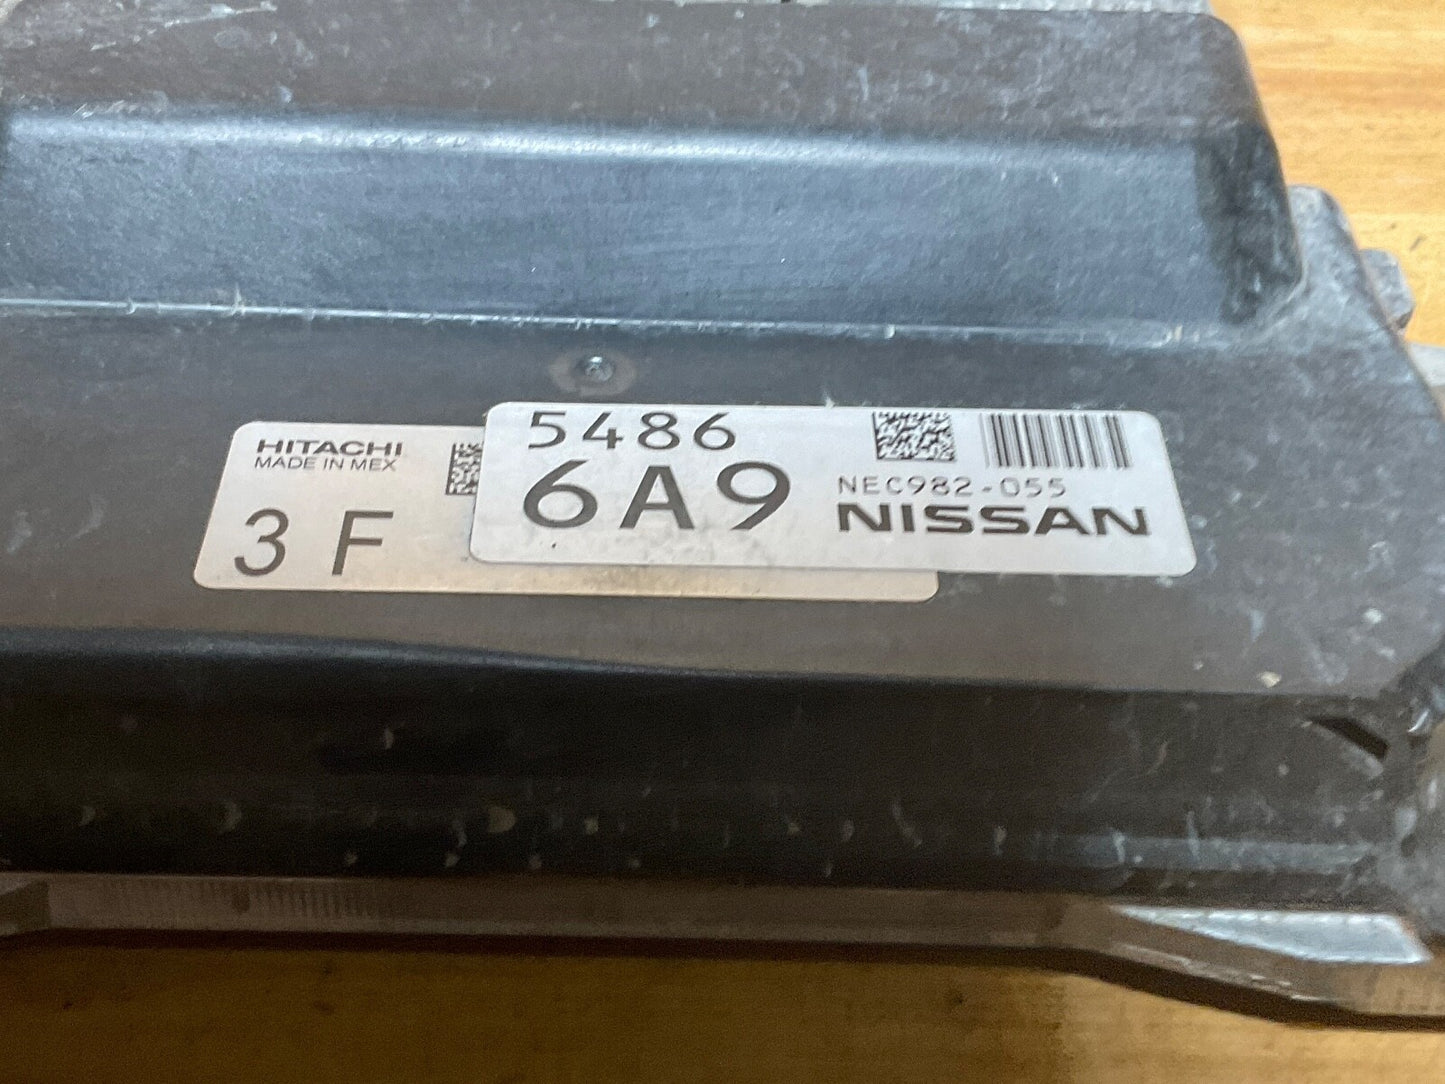 HITACHI
MADE IN MEX
3 F
5486
6A9
NEC982-055
NISSAN